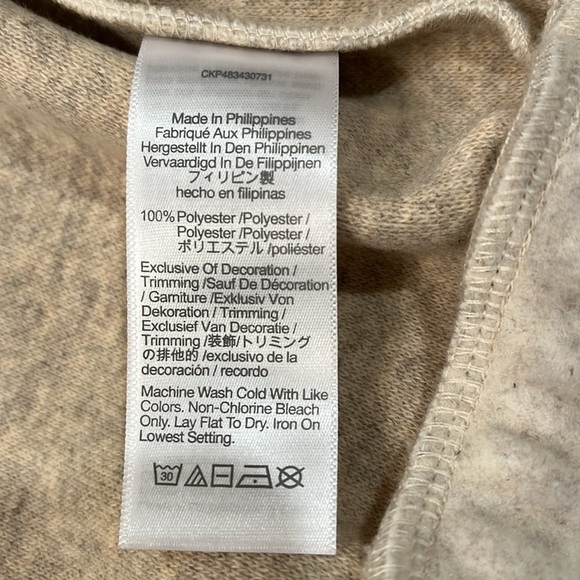 CKP483430731
Made In Philippines
Fabriqué Aux Philippines
Hergestellt In Den Philippinen
Vervaardigd In De Filippijnen
フィリピン製
hecho en filipinas
100% Polyester /Polyester /
Polyester /Polyester /
ポリエステル /poliéster
Exclusive Of Decoration /
Trimming /Sauf De Décoration
/ Garniture /Exklusiv Von
Dekoration / Trimming /
Exclusief Van Decoratie /
Trimming /装飾/トリミング
の排他的 /exclusivo de la
decoración / recordo
Machine Wash Cold With Like
Colors. Non-Chlorine Bleach
Only. Lay Flat To Dry. Iron On
Lowest Setting.
30